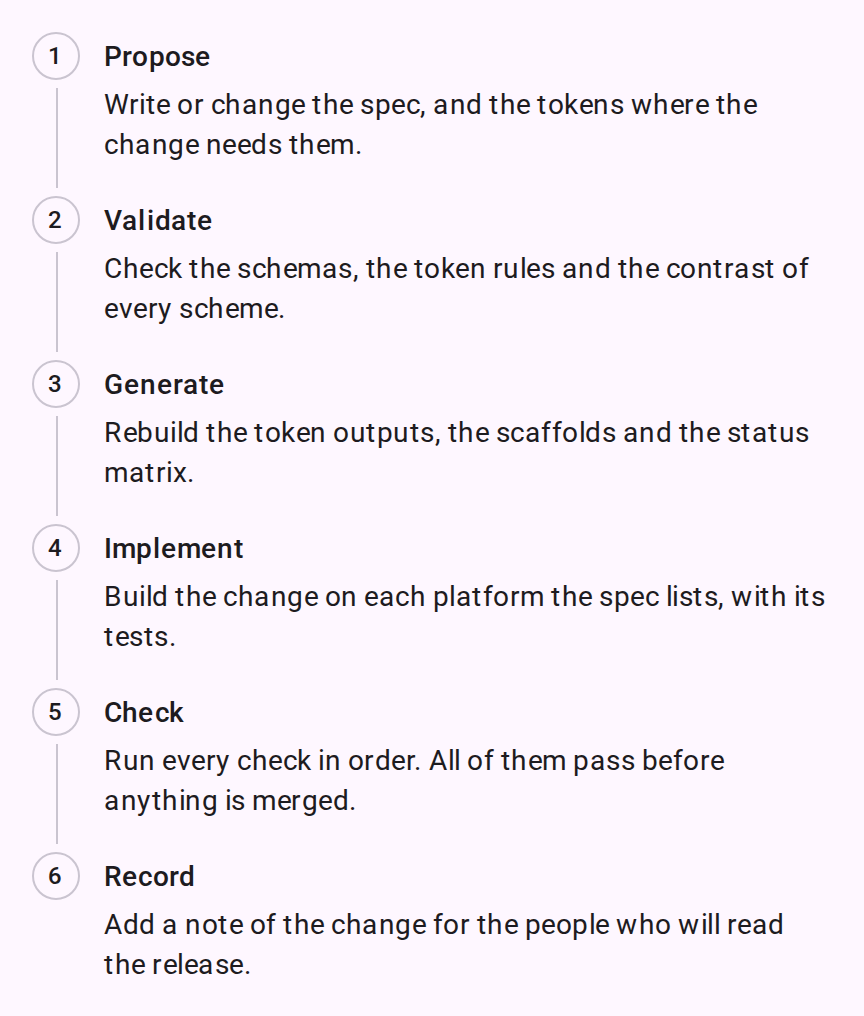 1 Propose
Write or change the spec, and the tokens where the
change needs them.
2 Validate
Check the schemas, the token rules and the contrast of
every scheme.
3 Generate
Rebuild the token outputs, the scaffolds and the status
matrix.
4 Implement
Build the change on each platform the spec lists, with its
tests.
5 Check
Run every check in order. All of them pass before
anything is merged.
6 Record
Add a note of the change for the people who will read
the release.